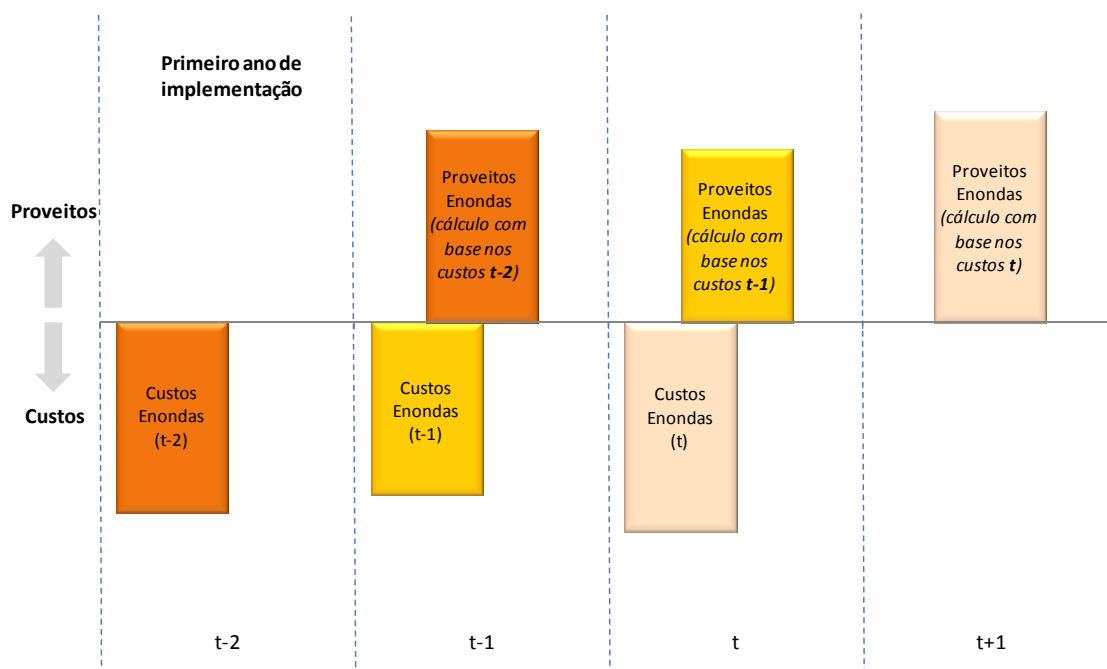 Primeiro ano de
implementação
Proveitos
Enondas
(cálculo com
base nos
custos t-2)
Proveitos
Enondas
(cálculo com
base nos
custos t-1)
Proveitos
Enondas
(cálculo com
base nos
custos t)
Proveitos
Custos
Custos
Enondas
(t-2)
Custos
Enondas
(t-1)
Custos
Enondas
(t)
t-2
t-1
t
t+1